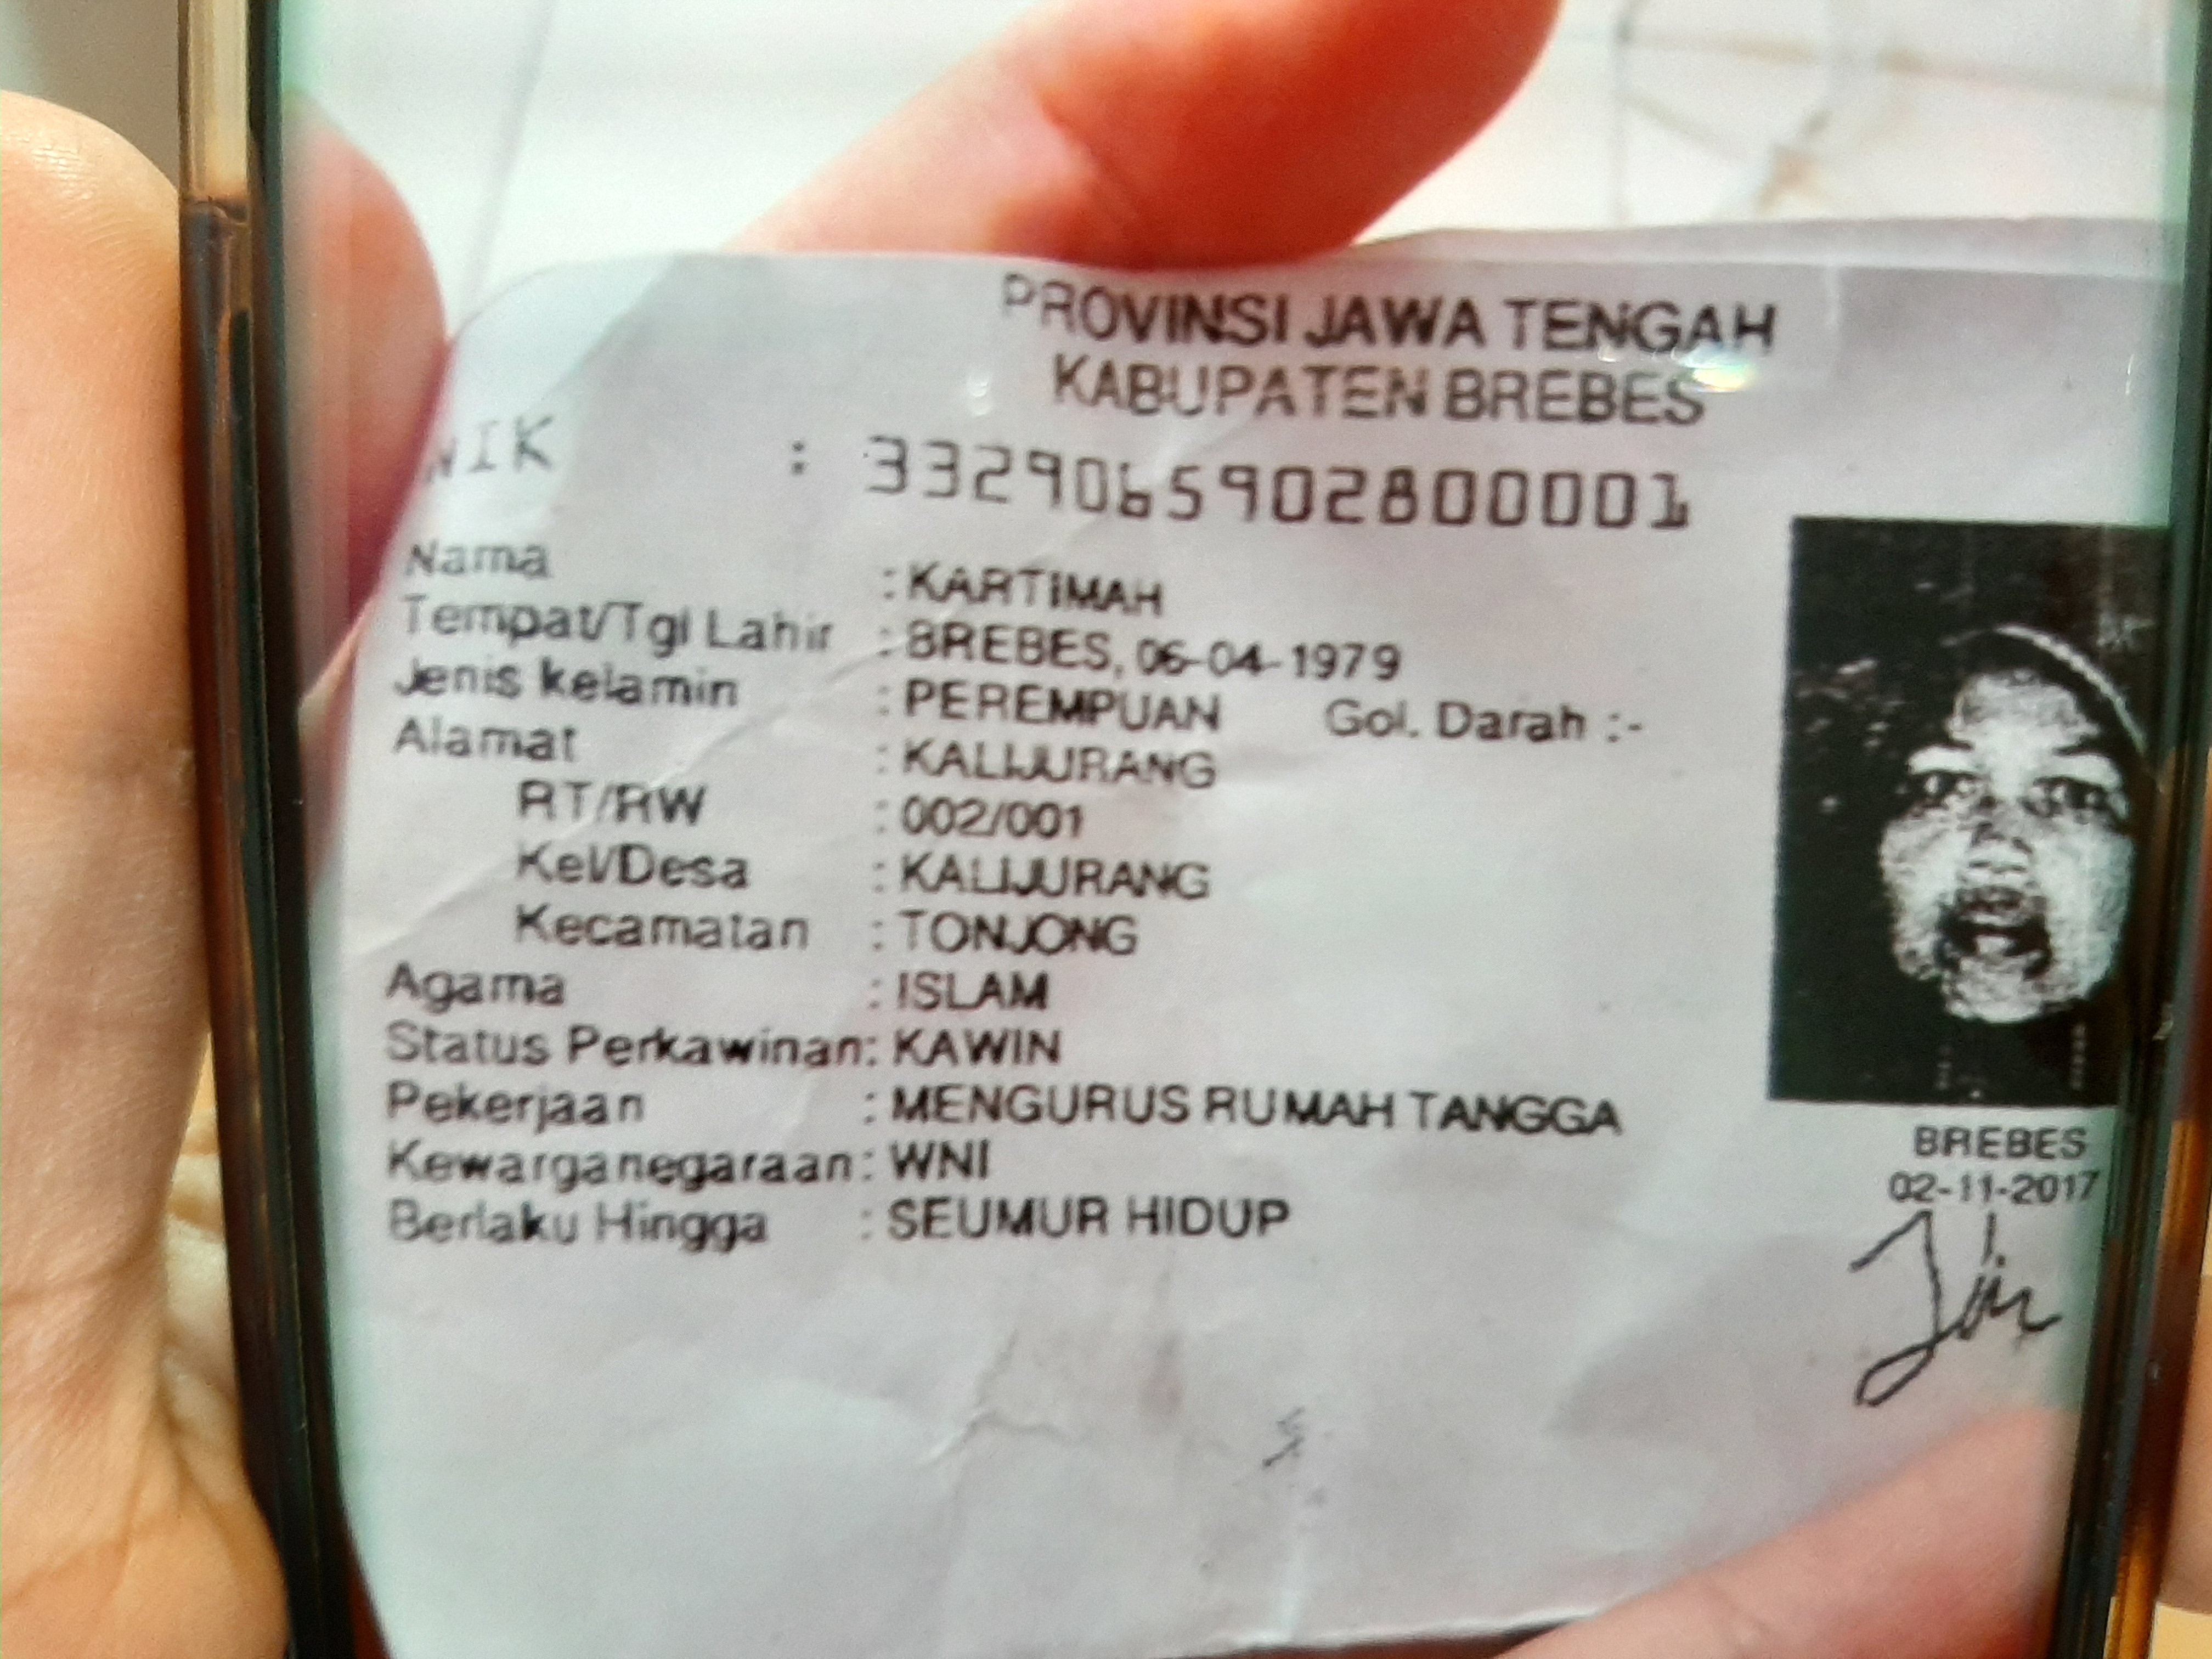 PROVINSI JAWA TENGAH
KABUPATEN BREBES
NIK : 3329065902800001
Nama : KARTIMAH
Tempat/Tgl Lahir : BREBES, 06-04-1979
Jenis kelamin : PEREMPUAN Gol. Darah :-
Alamat : KALIJURANG
RT/RW : 002/001
Kel/Desa : KALIJURANG
Kecamatan : TONJONG
Agama : ISLAM
Status Perkawinan: KAWIN
Pekerjaan : MENGURUS RUMAH TANGGA
Kewarganegaraan: WNI
Berlaku Hingga : SEUMUR HIDUP
BREBES
02-11-2017